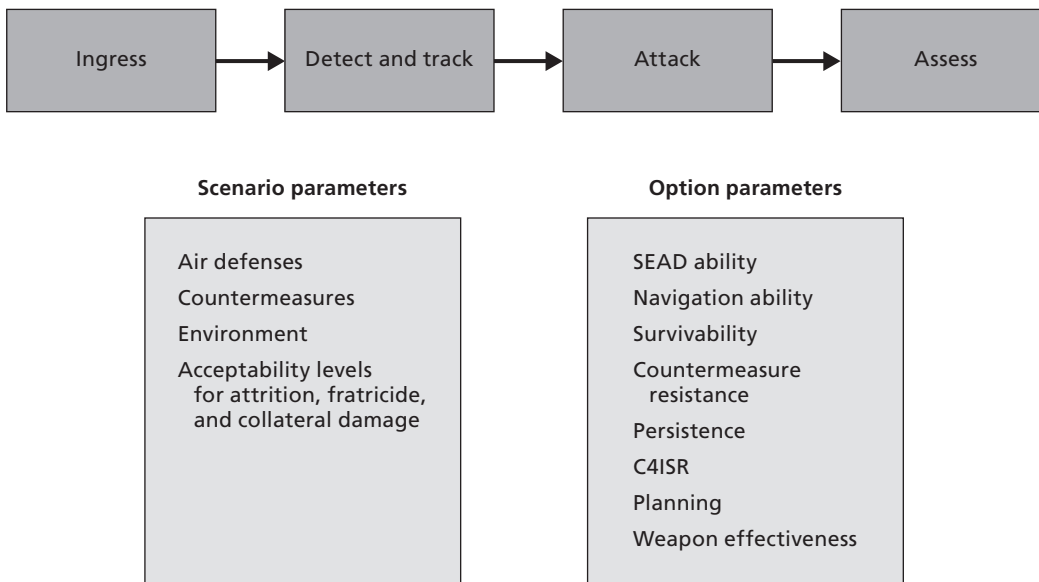 Ingress
Detect and track
Attack
Assess
Scenario parameters
Air defenses
Countermeasures
Environment
Acceptability levels
for attrition, fratricide,
and collateral damage
Option parameters
SEAD ability
Navigation ability
Survivability
Countermeasure
resistance
Persistence
C4ISR
Planning
Weapon effectiveness